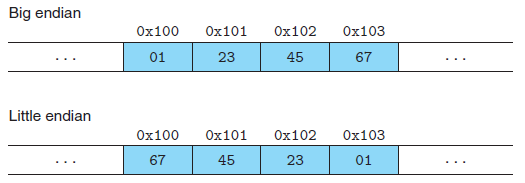 Big endian
0x100 0x101 0x102 0x103
... 01 23 45 67 ...
Little endian
0x100 0x101 0x102 0x103
... 67 45 23 01 ...